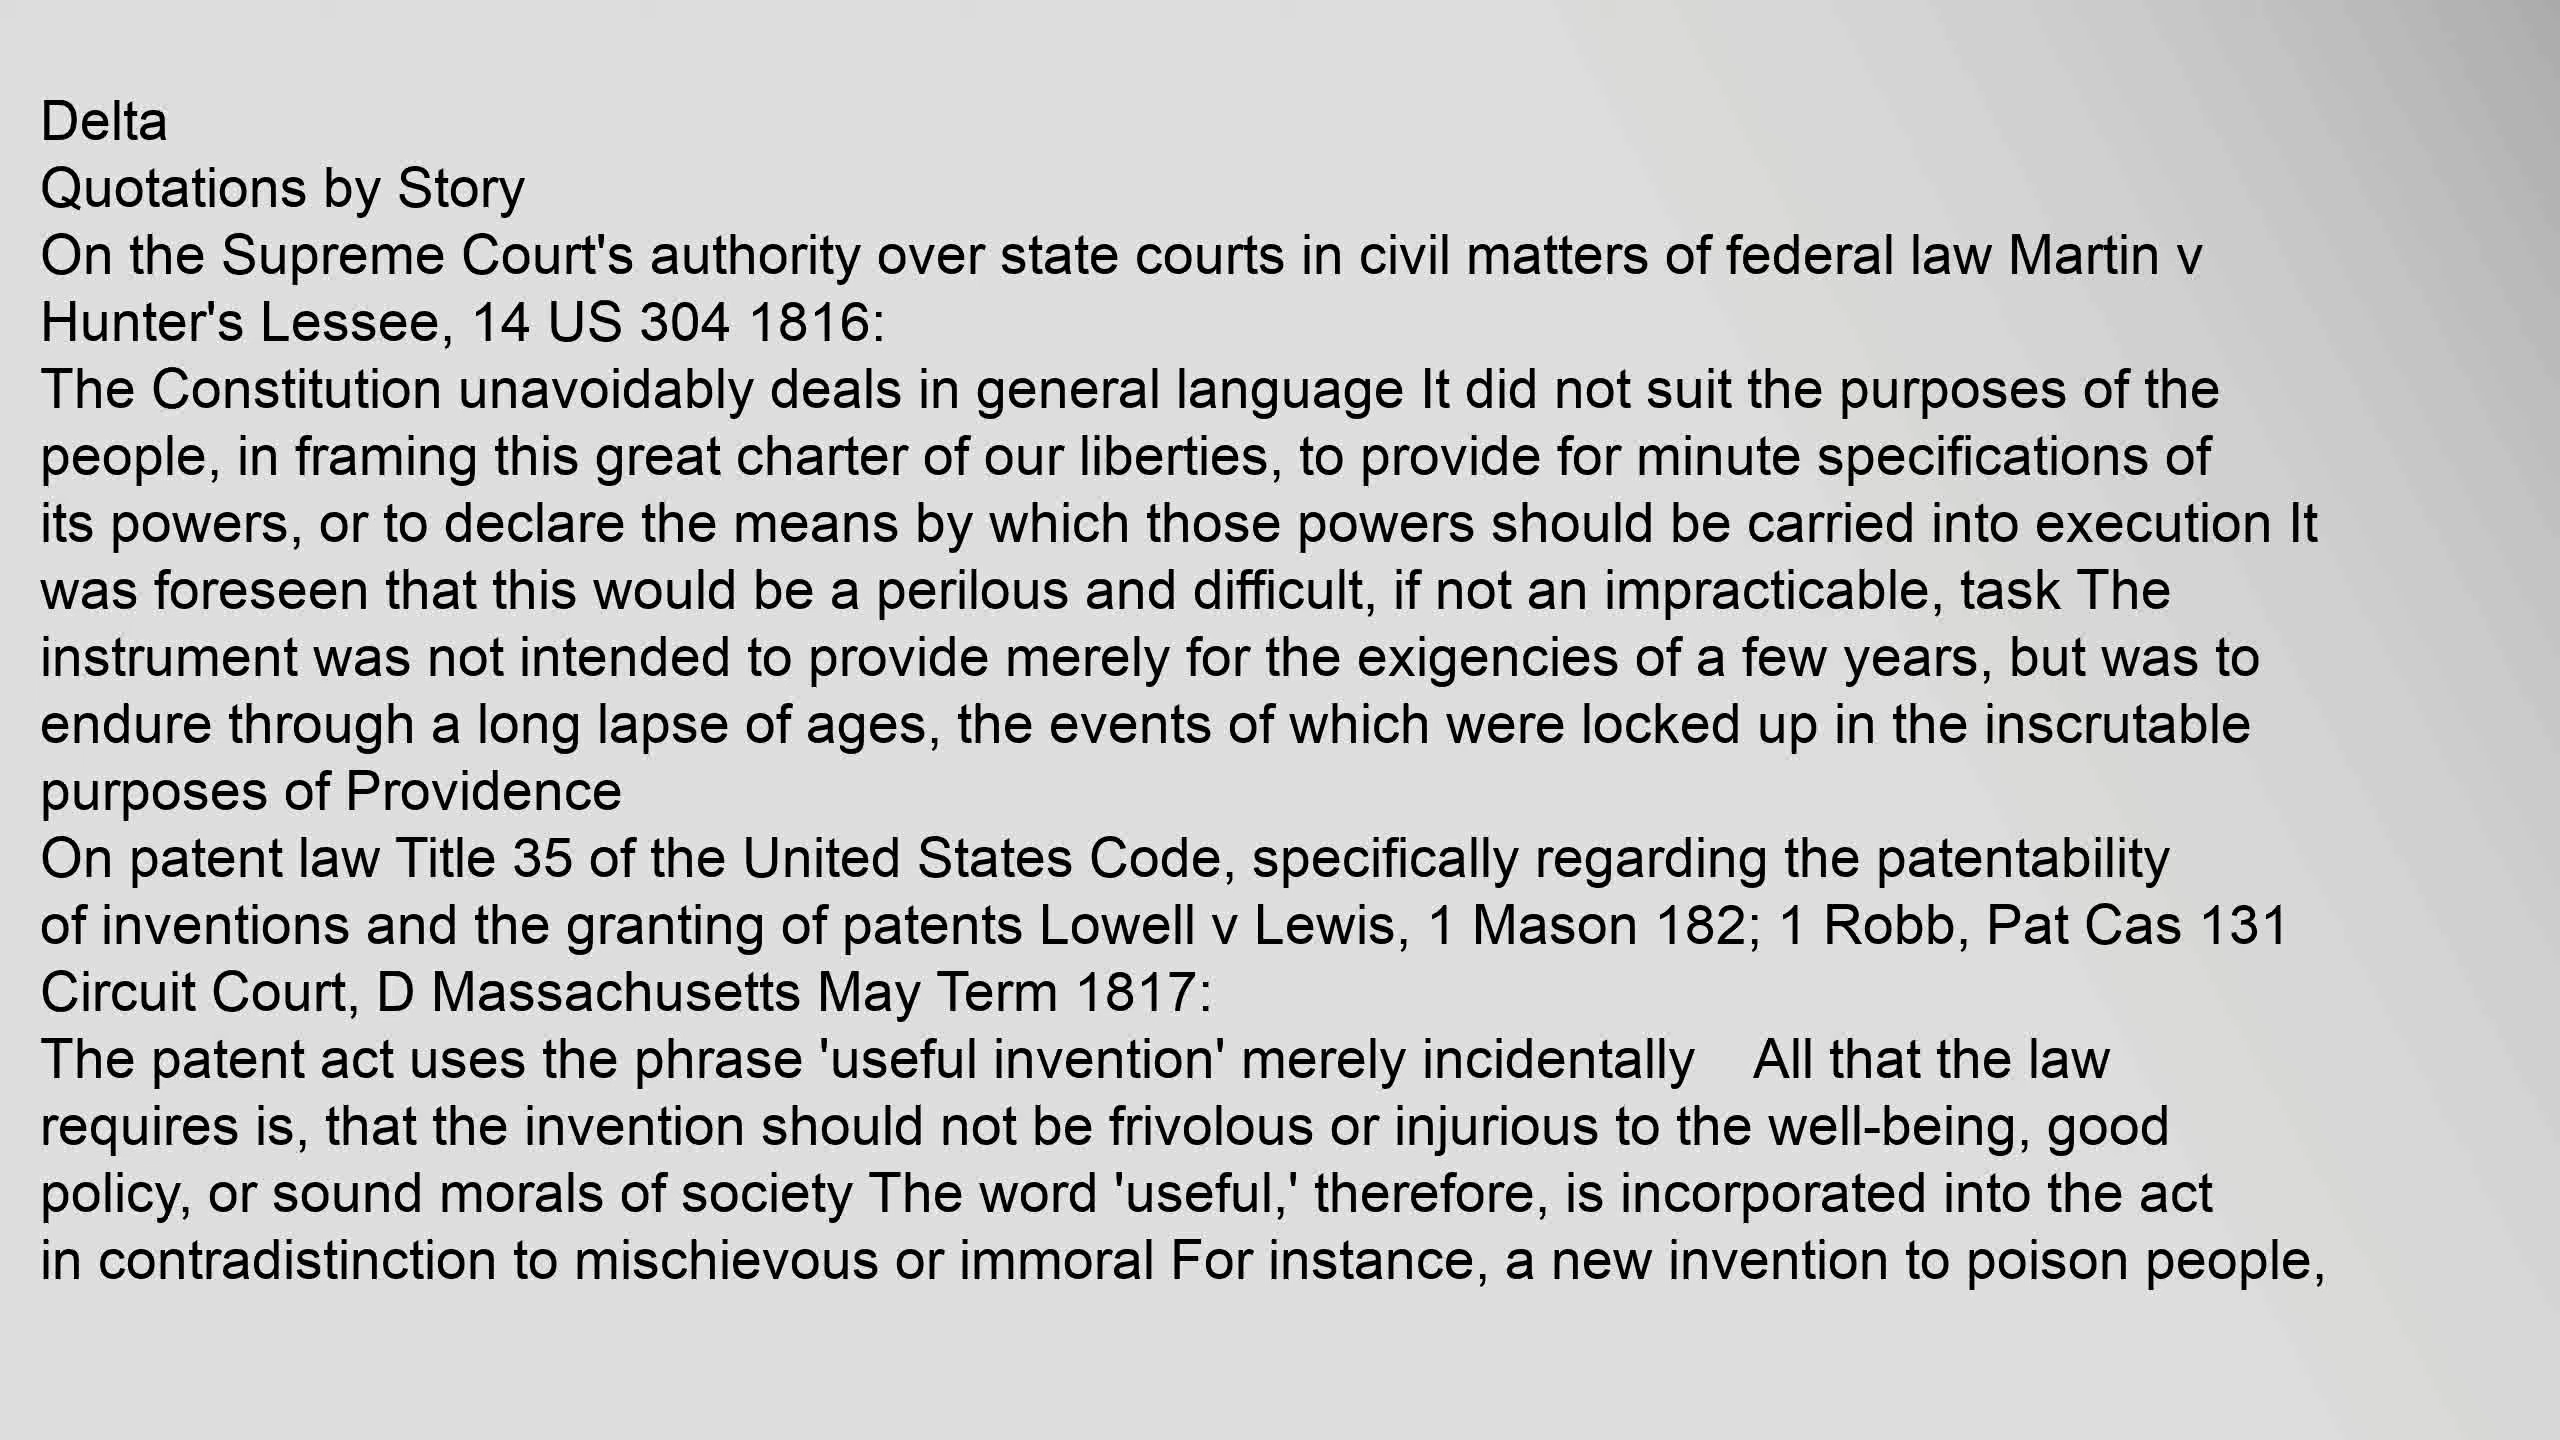 Delta
Quotations by Story
On the Supreme Court's authority over state courts in civil matters of federal law Martin v
Hunter's Lessee, 14 US 304 1816:
The Constitution unavoidably deals in general language It did not suit the purposes of the
people, in framing this great charter of our liberties, to provide for minute specifications of
its powers, or to declare the means by which those powers should be carried into execution It
was foreseen that this would be a perilous and difficult, if not an impracticable, task The
instrument was not intended to provide merely for the exigencies of a few years, but was to
endure through a long lapse of ages, the events of which were locked up in the inscrutable
purposes of Providence
On patent law Title 35 of the United States Code, specifically regarding the patentability
of inventions and the granting of patents Lowell v Lewis, 1 Mason 182; 1 Robb, Pat Cas 131
Circuit Court, D Massachusetts May Term 1817:
The patent act uses the phrase 'useful invention' merely incidentally    All that the law
requires is, that the invention should not be frivolous or injurious to the well-being, good
policy, or sound morals of society The word 'useful,' therefore, is incorporated into the act
in contradistinction to mischievous or immoral For instance, a new invention to poison people,